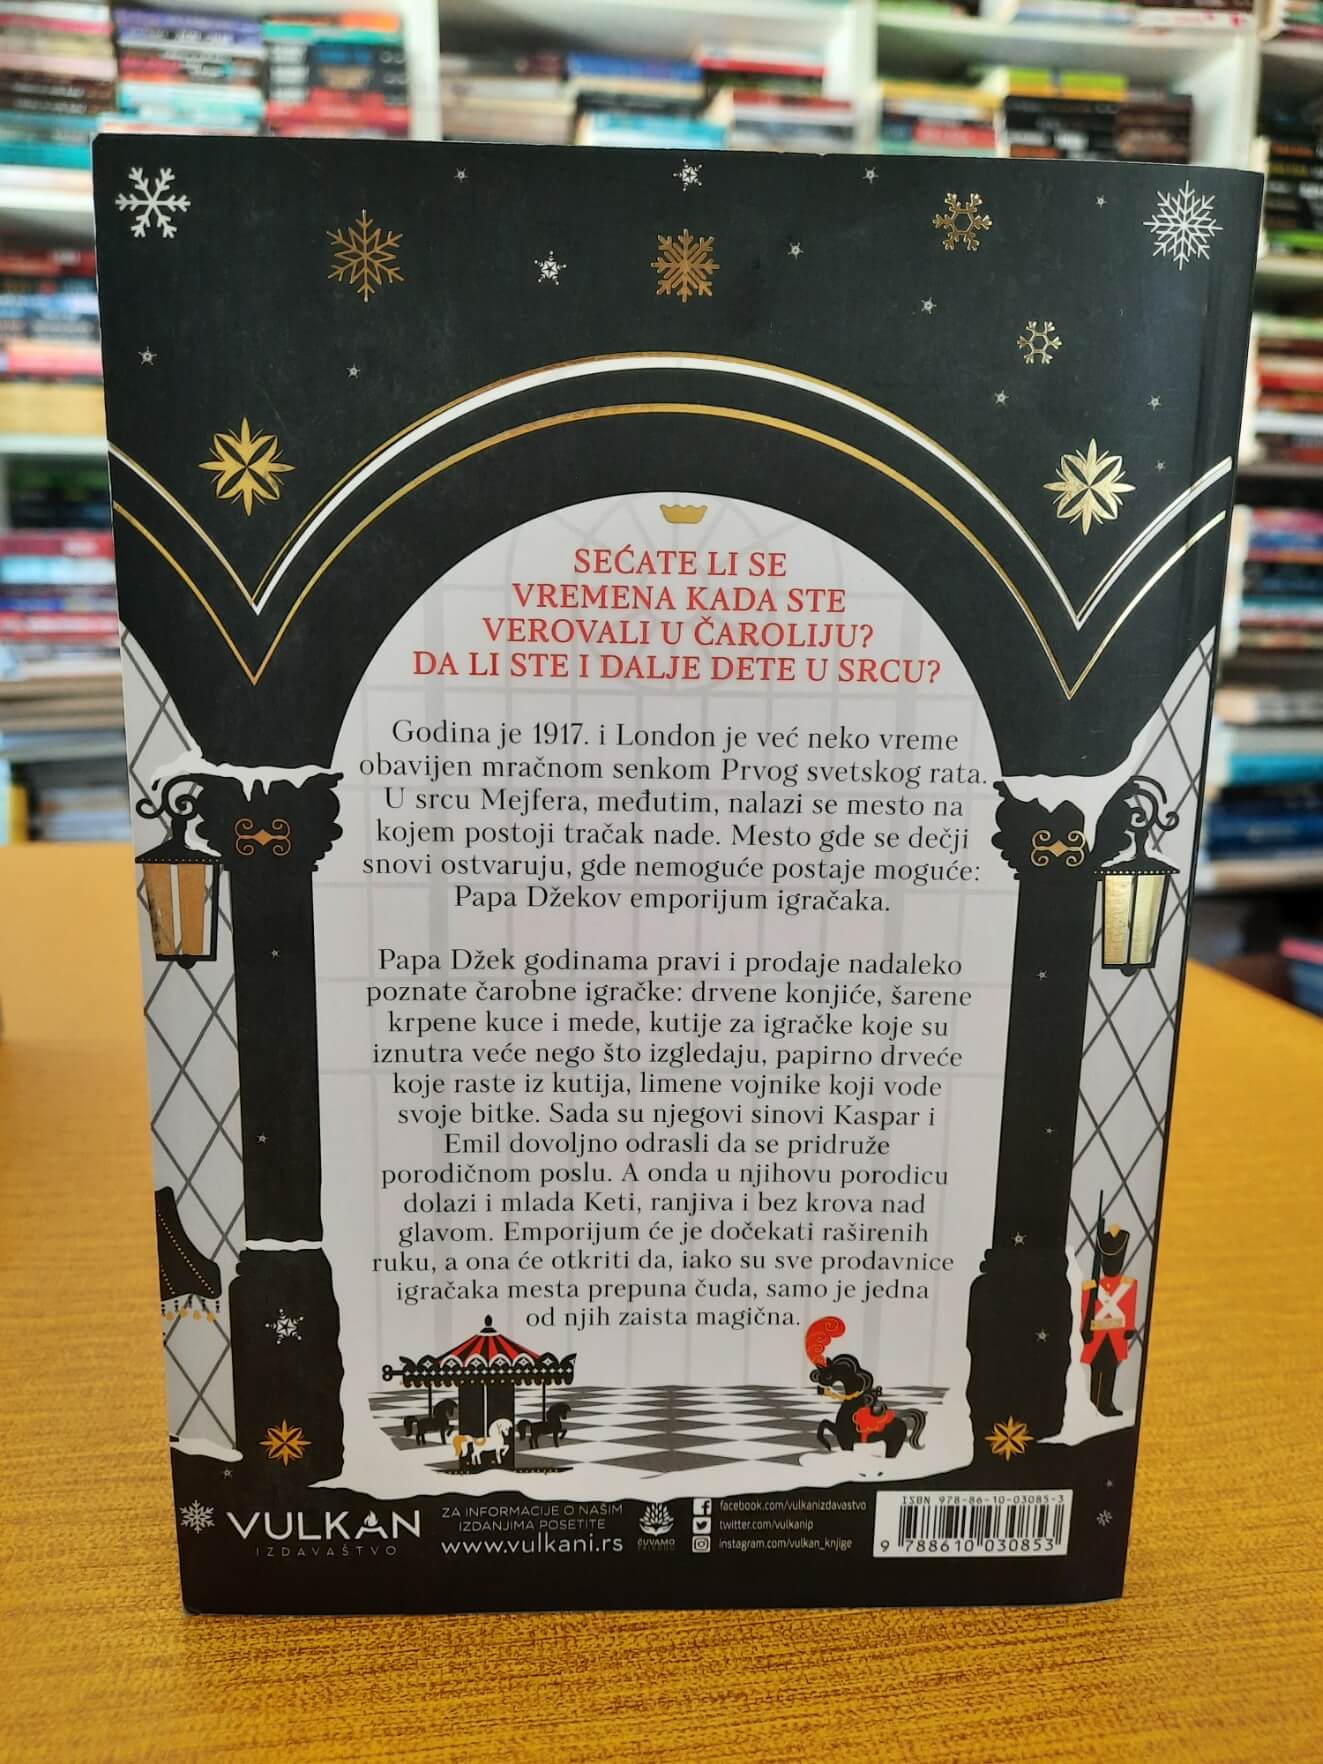 SEĆATE LI SE
VREMENA KADA STE
VEROVALI U ČAROLIJU?
DA LI STE I DALJE DETE U SRCU?
Godina je 1917. i London je već neko vreme
obavijen mračnom senkom Prvog svetskog rata.
U srcu Mejfera, međutim, nalazi se mesto na
kojem postoji tračak nade. Mesto gde se dečji
snovi ostvaruju, gde nemoguće postaje moguće:
Papa Džekov emporijum igračaka.
Papa Džek godinama pravi i prodaje nadaleko
poznate čarobne igračke: drvene konjiće, šarene
krpene kuce i mede, kutije za igračke koje su
iznutra veće nego što izgledaju, papirno drveće
koje raste iz kutija, limene vojnike koji vode
svoje bitke. Sada su njegovi sinovi Kaspar i
Emil dovoljno odrasli da se pridruže
porodičnom poslu. A onda u njihovu porodicu
dolazi i mlada Keti, ranjiva i bez krova nad
glavom. Emporijum će je dočekati raširenih
ruku, a ona će otkriti da, iako su sve prodavnice
igračaka mesta prepuna čuda, samo je jedna
od njih zaista magična.
VULKAN
IZDAVAŠTVO
ZA INFORMACIJE O NAŠIM
IZDANJIMA POSETITE
www.vulkani.rs
ČUVAMO
PRIRODU
facebook.com/vulkanizdavastvo
twitter.com/vulkanip
instagram.com/vulkan_knjige
ISBN 978-86-10-03085-3
9 788610 030853